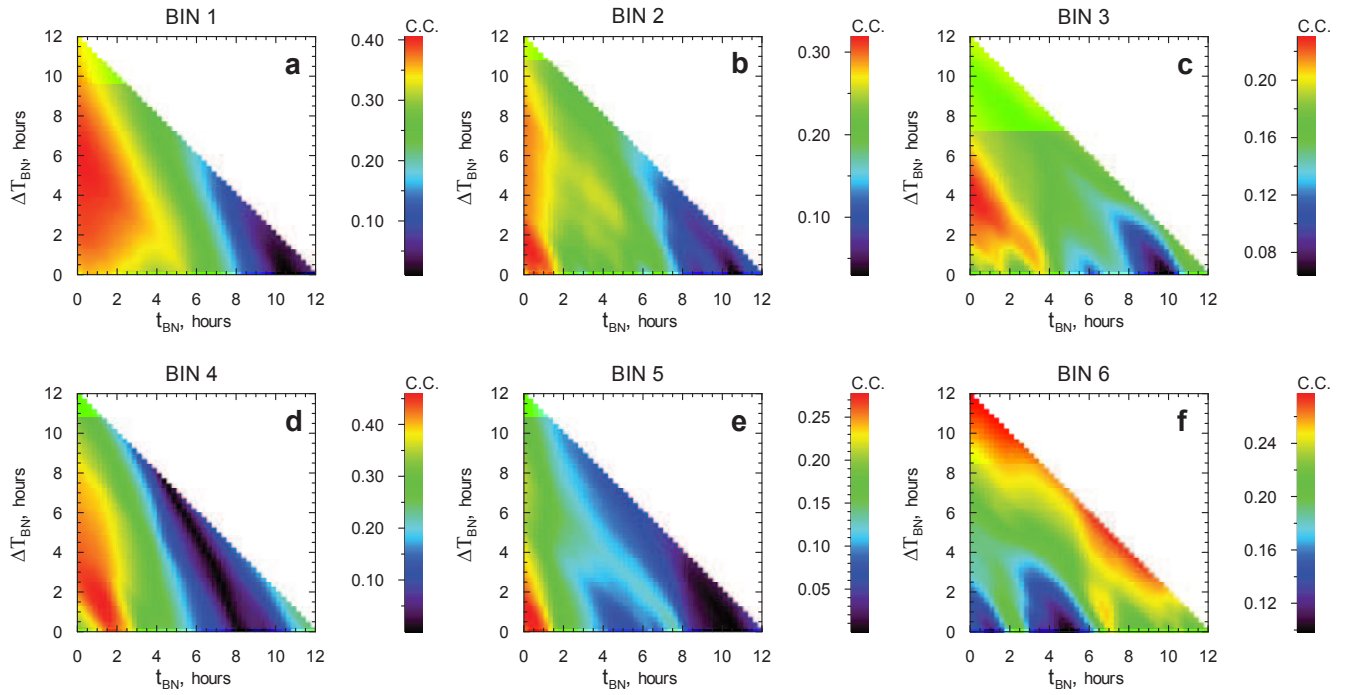 BIN 1
C.C.
a
12
10
8
6
4
2
0
ΔT_BN, hours
0 2 4 6 8 10 12
t_BN, hours
0.40
0.30
0.20
0.10
BIN 2
C.C.
b
12
10
8
6
4
2
0
ΔT_BN, hours
0 2 4 6 8 10 12
t_BN, hours
0.30
0.20
0.10
BIN 3
C.C.
c
12
10
8
6
4
2
0
ΔT_BN, hours
0 2 4 6 8 10 12
t_BN, hours
0.20
0.16
0.12
0.08
BIN 4
C.C.
d
12
10
8
6
4
2
0
ΔT_BN, hours
0 2 4 6 8 10 12
t_BN, hours
0.40
0.30
0.20
0.10
BIN 5
C.C.
e
12
10
8
6
4
2
0
ΔT_BN, hours
0 2 4 6 8 10 12
t_BN, hours
0.25
0.20
0.15
0.10
0.05
BIN 6
C.C.
f
12
10
8
6
4
2
0
ΔT_BN, hours
0 2 4 6 8 10 12
t_BN, hours
0.24
0.20
0.16
0.12